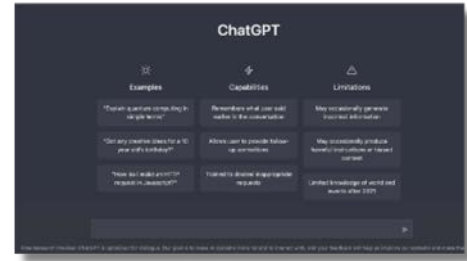 ChatGPT
Examples
"Explain quantum computing in
simple terms"
"Got any creative ideas for a 10
year old's birthday?"
"How do I make an HTTP
request in Javascript?"
Capabilities
Remembers what user said
earlier in the conversation
Allows user to provide follow-
up corrections
Trained to decline inappropriate
requests
Limitations
May occasionally generate
incorrect information
May occasionally produce
harmful instructions or biased
content
Limited knowledge of world and
events after 2021